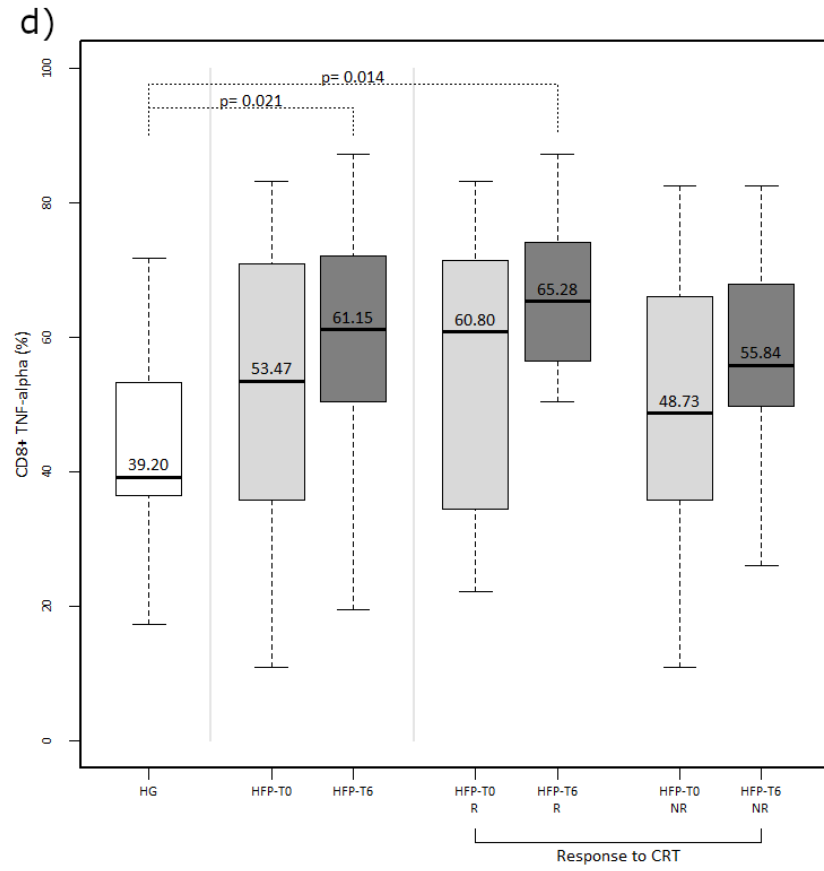 d)
100
80
60
40
20
0
CD8+ TNF-alpha (%)
p= 0.014
p= 0.021
39.20
53.47
61.15
60.80
65.28
48.73
55.84
HG
HFP-T0
HFP-T6
HFP-T0
R
HFP-T6
R
HFP-T0
NR
HFP-T6
NR
Response to CRT